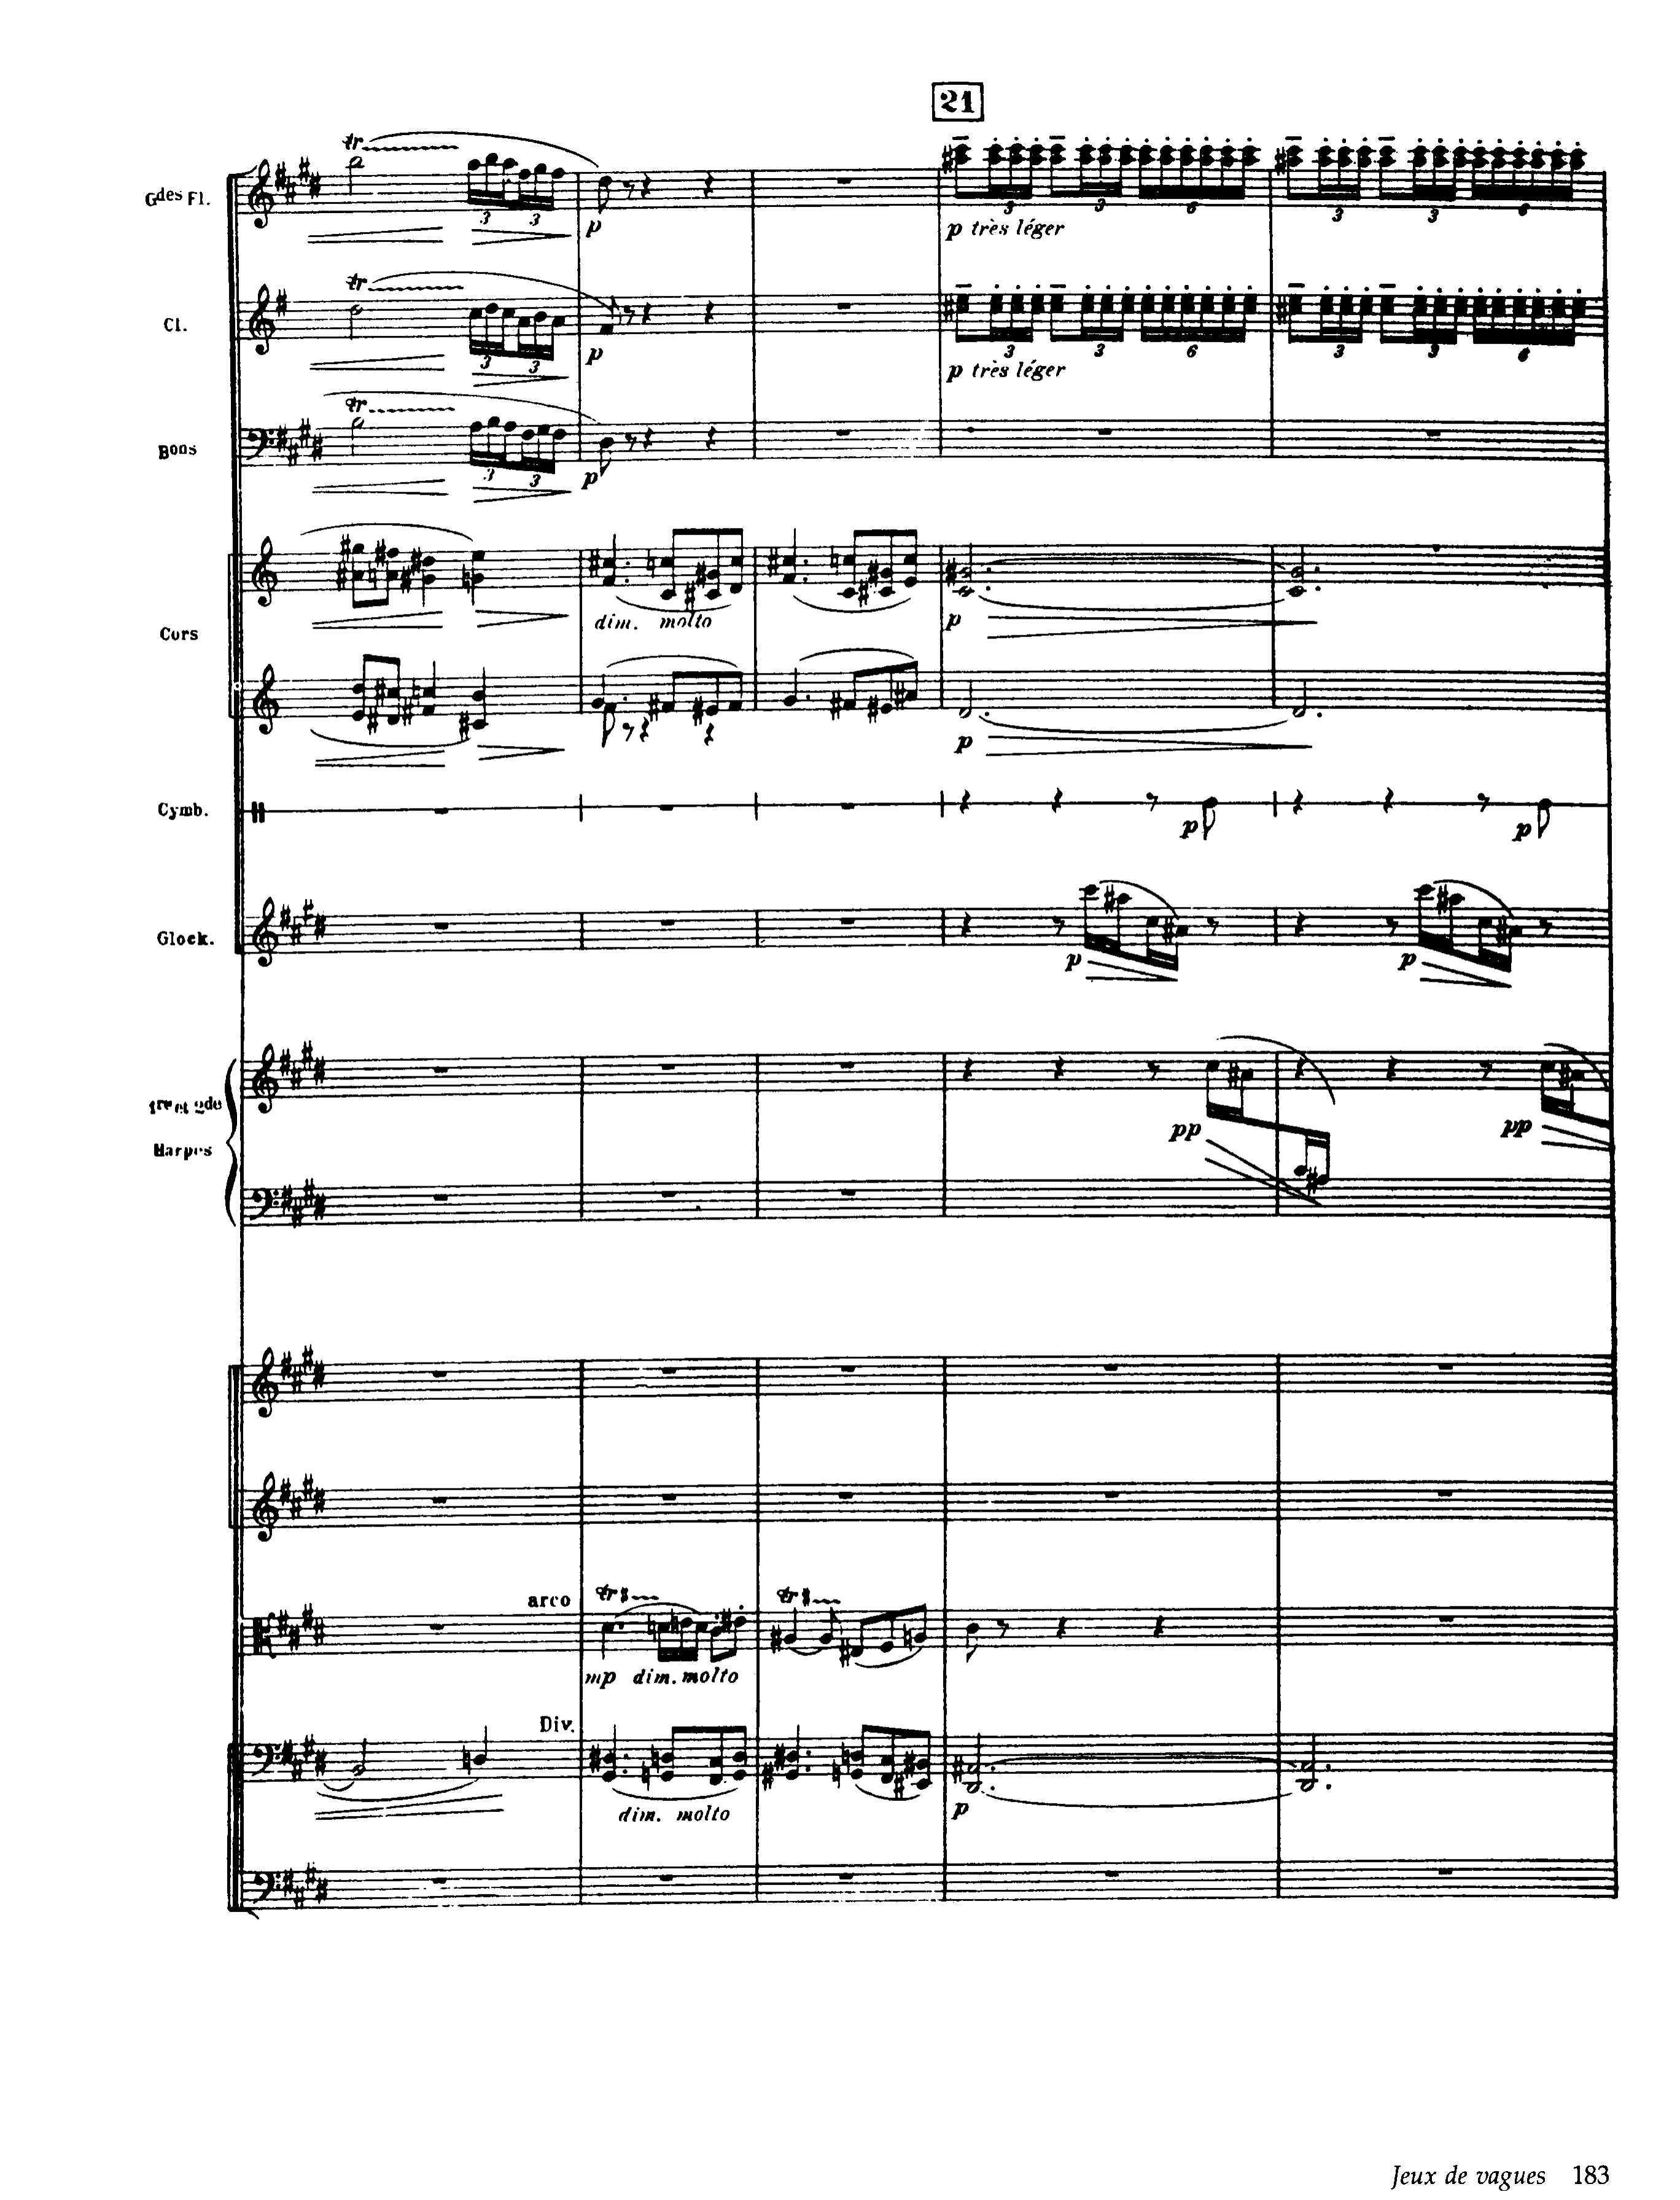 21
Gdes Fl.
tr
3
3
p
p très léger
3
3
6
3
3
6
Cl.
tr
3
3
p
p très léger
3
3
6
3
3
6
Bons
tr
3
3
p
Cors
dim. molto
p
p
Cymb.
p
p
Glock.
p
p
1re et 2de
Harpes
pp
pp
arco
tr
tr
mp dim. molto
Div.
dim. molto
p
Jeux de vagues 183